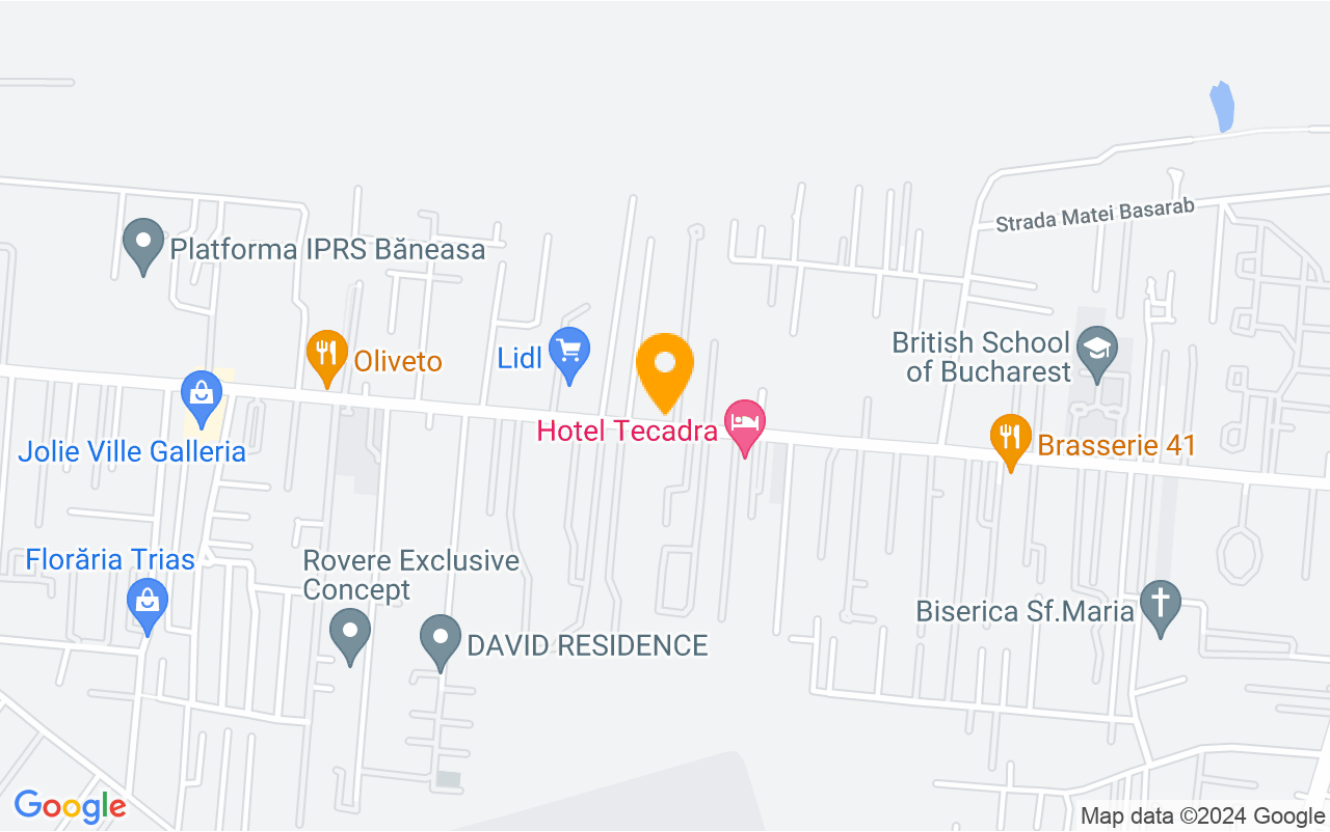 Strada Matei Basarab
Platforma IPRS Băneasa
Oliveto
Lidl
British School
of Bucharest
Jolie Ville Galleria
Hotel Tecadra
Brasserie 41
Florăria Trias
Rovere Exclusive
Concept
DAVID RESIDENCE
Biserica Sf.Maria
Google
Map data ©2024 Google